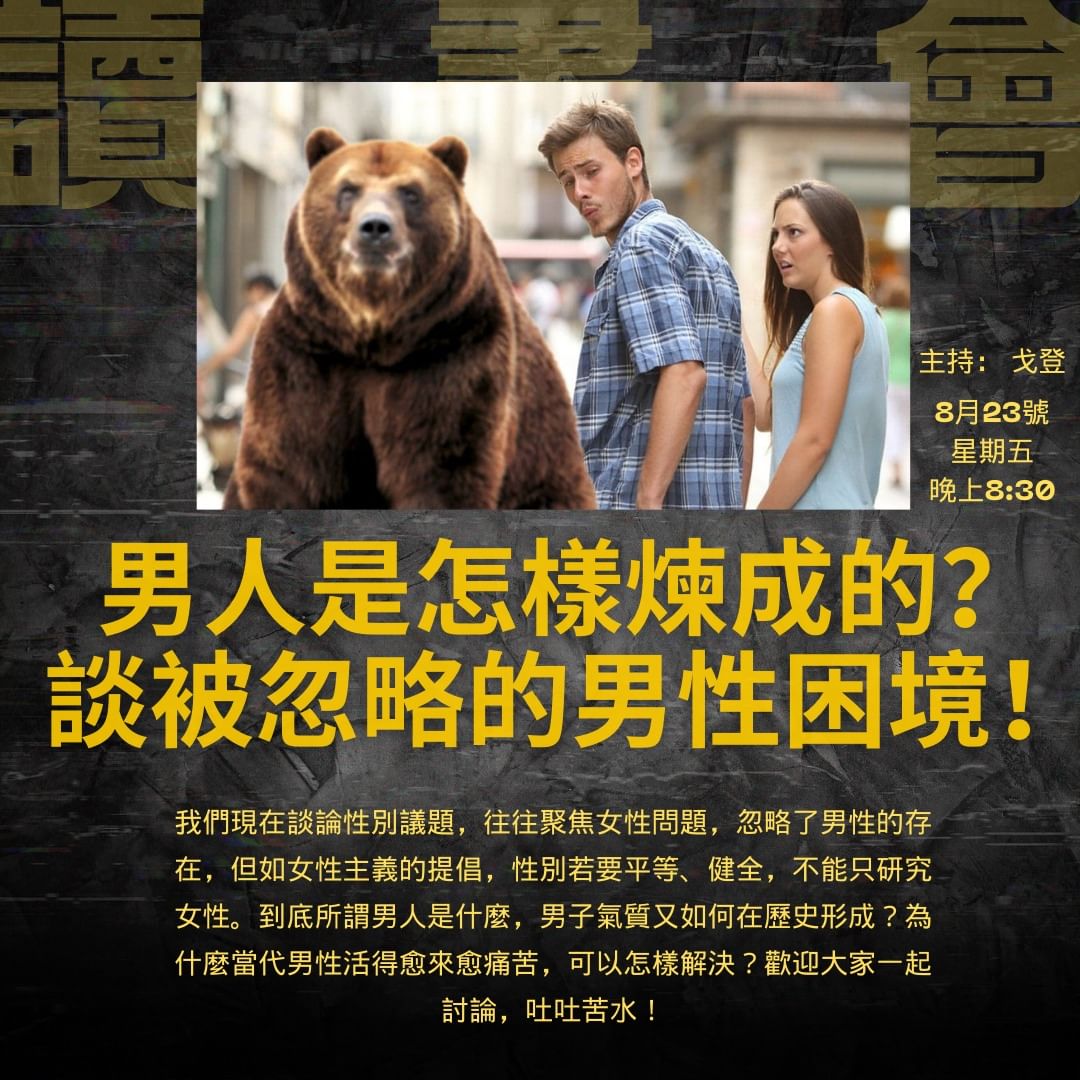 讀書會
主持： 戈登
8月23號
星期五
晚上8:30
男人是怎樣煉成的？
談被忽略的男性困境！
我們現在談論性別議題，往往聚焦女性問題，忽略了男性的存
在，但如女性主義的提倡，性別若要平等、健全，不能只研究
女性。到底所謂男人是什麼，男子氣質又如何在歷史形成？為
什麼當代男性活得愈來愈痛苦，可以怎樣解決？歡迎大家一起
討論，吐吐苦水！